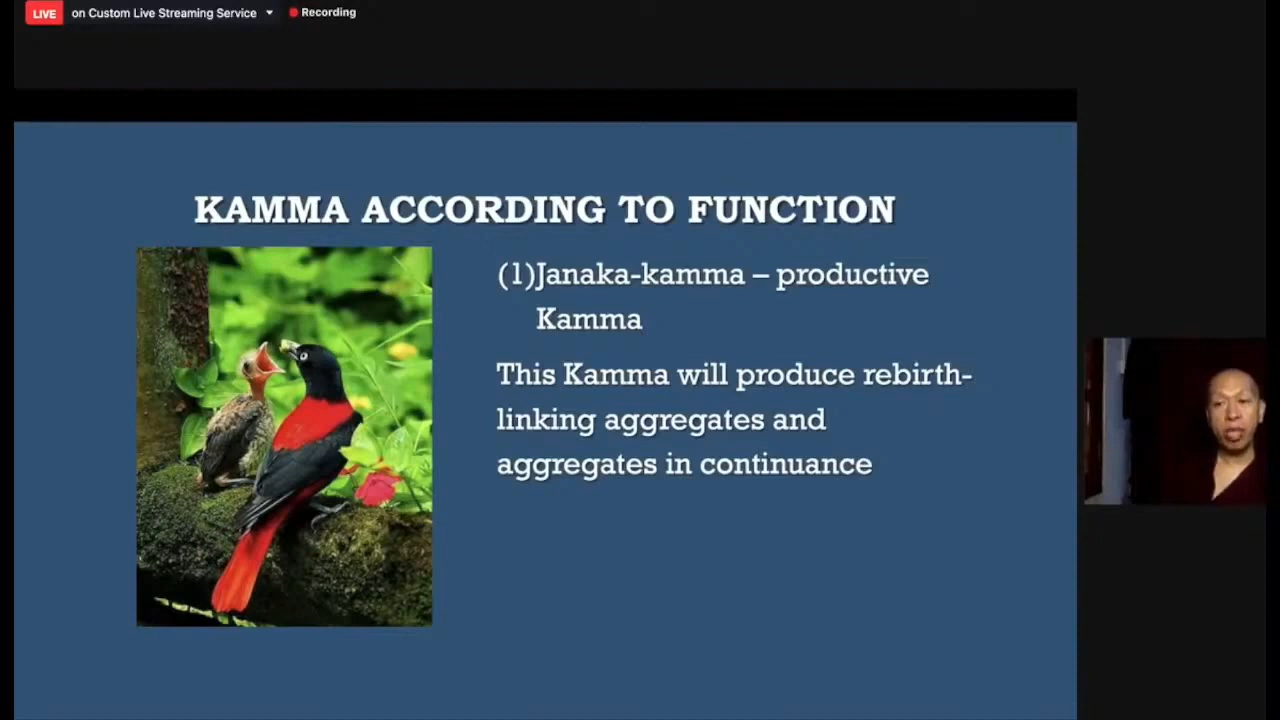 LIVE on Custom Live Streaming Service Recording
KAMMA ACCORDING TO FUNCTION
(1)Janaka-kamma – productive
Kamma
This Kamma will produce rebirth-
linking aggregates and
aggregates in continuance